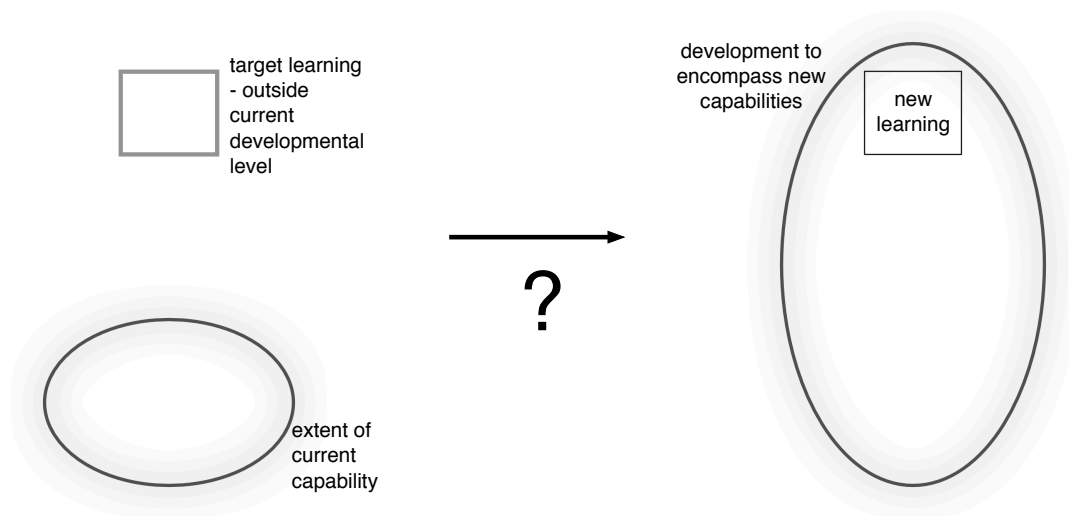 target learning
- outside
current
developmental
level
extent of
current
capability
?
development to
encompass new
capabilities
new
learning